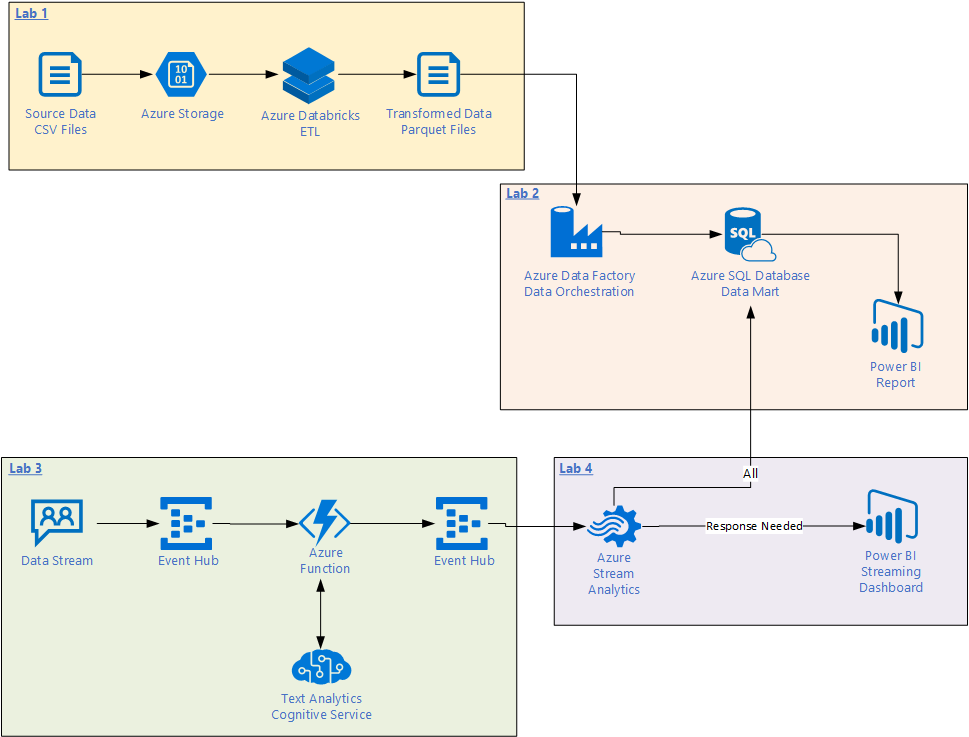 Lab 1
Source Data
CSV Files
10
01
Azure Storage
Azure Databricks
ETL
Transformed Data
Parquet Files
Lab 2
Azure Data Factory
Data Orchestration
SQL
Azure SQL Database
Data Mart
Power BI
Report
Lab 3
Data Stream
Event Hub
Azure
Function
Event Hub
Text Analytics
Cognitive Service
Lab 4
All
Azure
Stream
Analytics
Response Needed
Power BI
Streaming
Dashboard